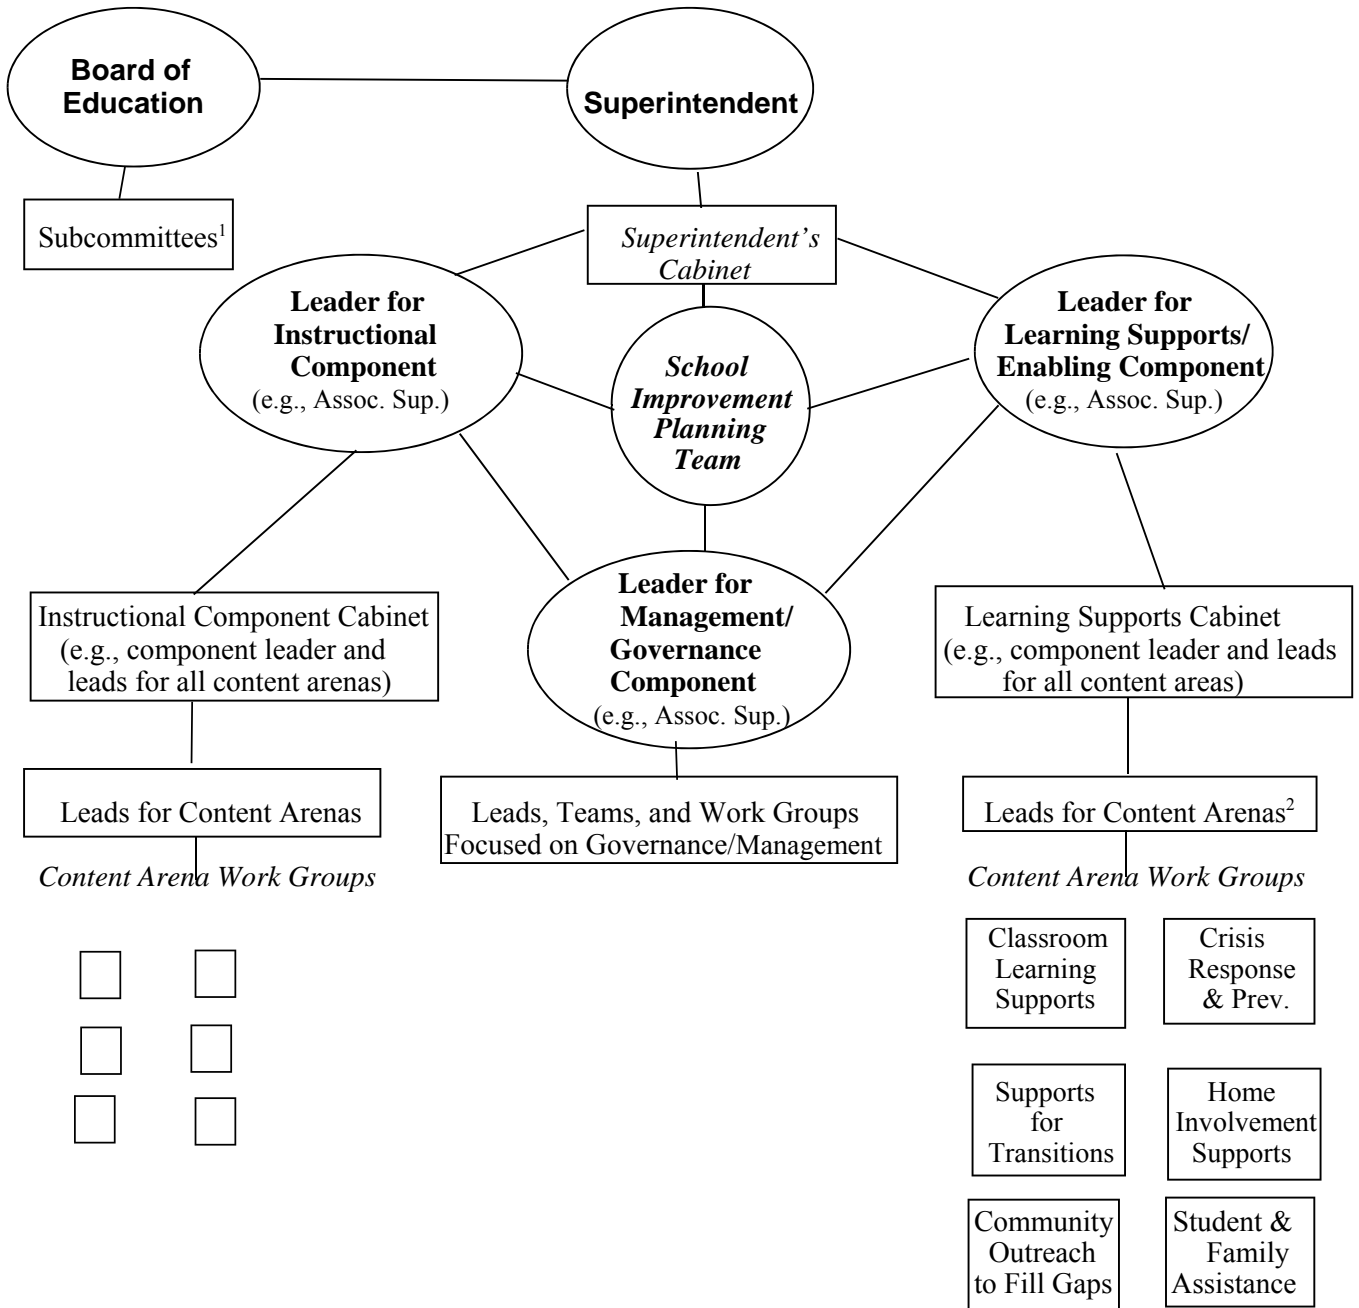 Board of
Education
Superintendent
Subcommittees¹
Superintendent's
Cabinet
Leader for
Instructional
Component
(e.g., Assoc. Sup.)
School
Improvement
Planning
Team
Leader for
Learning Supports/
Enabling Component
(e.g., Assoc. Sup.)
Leader for
Management/
Governance
Component
(e.g., Assoc. Sup.)
Instructional Component Cabinet
(e.g., component leader and
leads for all content arenas)
Learning Supports Cabinet
(e.g., component leader and leads
for all content areas)
Leads for Content Arenas
Leads, Teams, and Work Groups
Focused on Governance/Management
Leads for Content Arenas²
Content Arena Work Groups
Content Arena Work Groups
Classroom
Learning
Supports
Crisis
Response
& Prev.
Supports
for
Transitions
Home
Involvement
Supports
Community
Outreach
to Fill Gaps
Student &
Family
Assistance